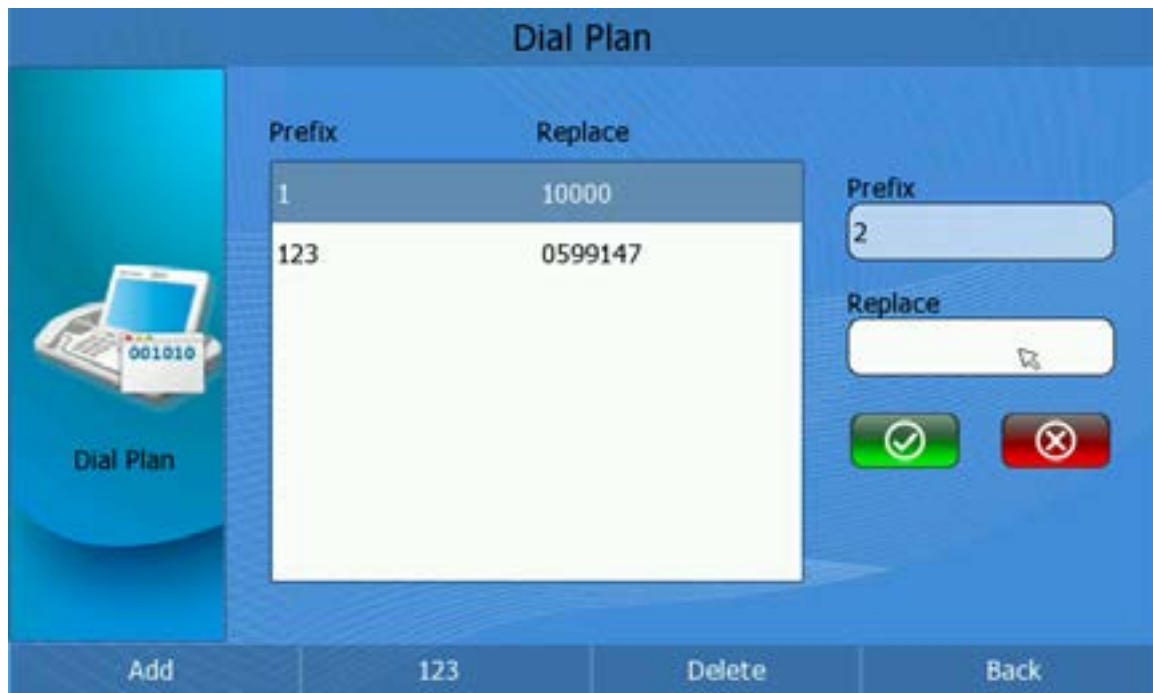 Dial Plan
Prefix Replace
1 10000
123 0599147
Prefix
2
Replace
001010
Dial Plan
Add 123 Delete Back